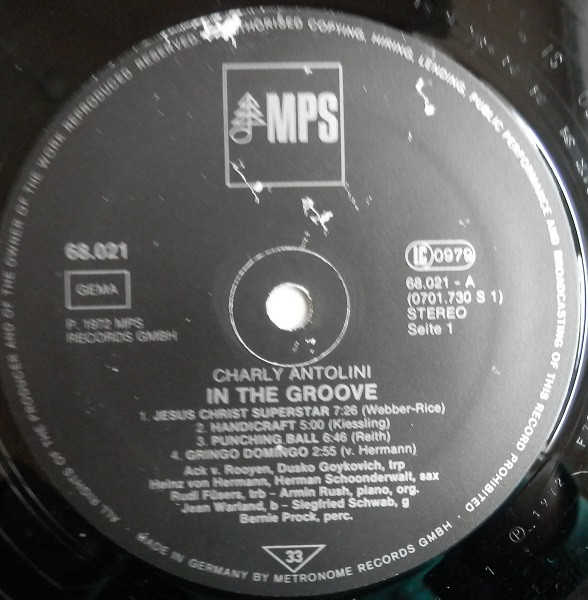 MPS
68.021
GEMA
P. 1972 MPS
RECORDS GMBH
LC 0979
68.021 - A
(0701.730 S 1)
STEREO
Seite 1
CHARLY ANTOLINI
IN THE GROOVE
1. JESUS CHRIST SUPERSTAR 7:26 (Webber-Rice)
2. HANDICRAFT 5:00 (Kiessling)
3. PUNCHING BALL 6:46 (Reith)
4. GRINGO DOMINGO 2:55 (v. Hermann)
Ack v. Rooyen, Dusko Goykovich, trp
Heinz von Hermann, Herman Schoonderwalt, sax
Rudi Füsers, trb - Armin Rush, piano, org.
Jean Warland, b - Siegfried Schwab, g
Bernie Prock, perc.
33
ALL RIGHTS OF THE PRODUCER AND OF THE OWNER OF THE WORK REPRODUCED RESERVED. UNAUTHORISED COPYING, HIRING, LENDING, PUBLIC PERFORMANCE AND BROADCASTING OF THIS RECORD PROHIBITED ·
MADE IN GERMANY BY METRONOME RECORDS GMBH ·